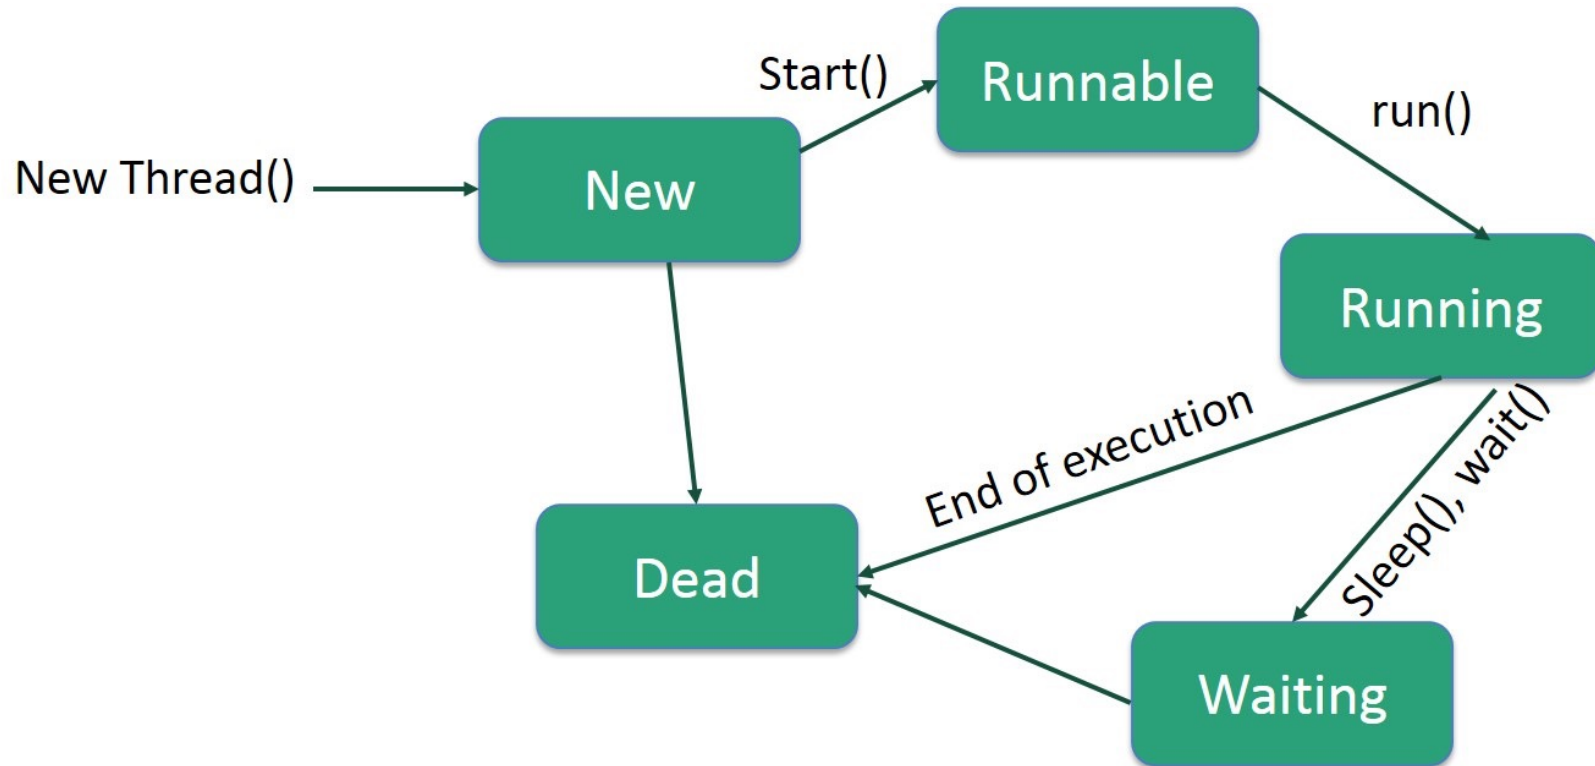 Start()
Runnable
run()
New Thread()
New
Running
End of execution
Sleep(), wait()
Dead
Waiting